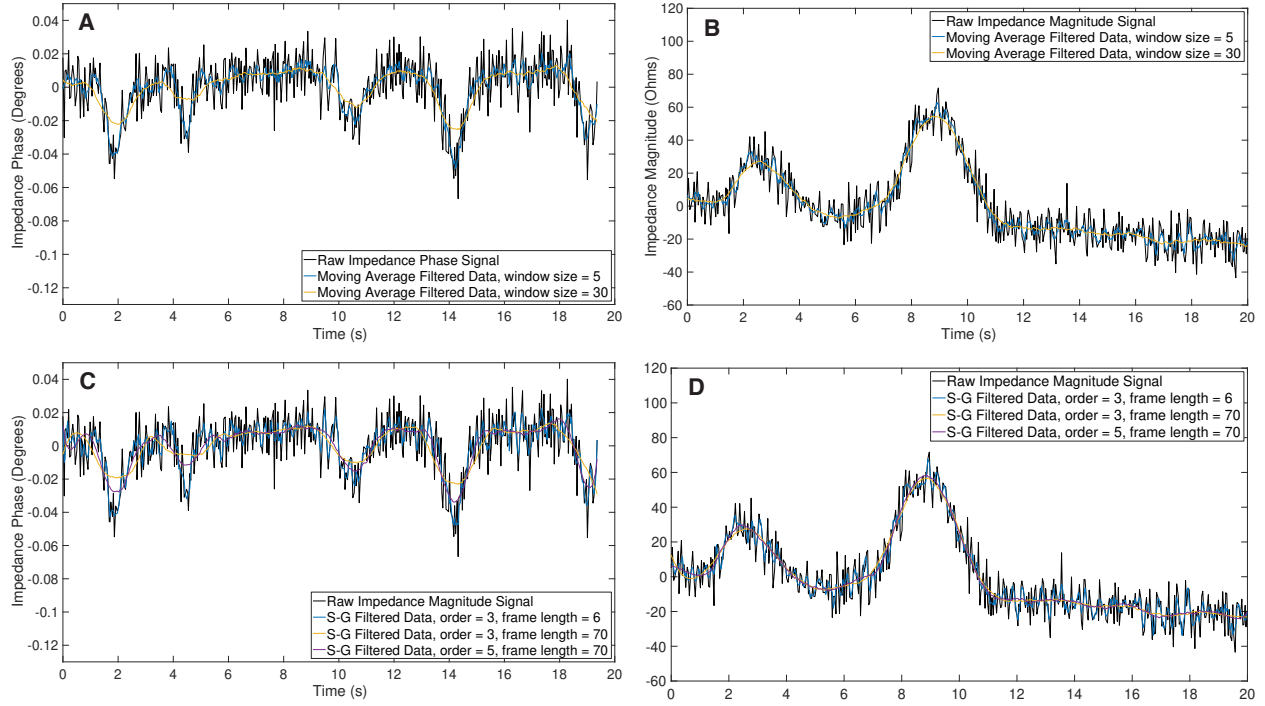 A
0.04
0.02
0
-0.02
-0.04
-0.06
-0.08
-0.1
-0.12
Impedance Phase (Degrees)
Raw Impedance Phase Signal
Moving Average Filtered Data, window size = 5
Moving Average Filtered Data, window size = 30
0 2 4 6 8 10 12 14 16 18 20
Time (s)
B
120
100
80
60
40
20
0
-20
-40
-60
Impedance Magnitude (Ohms)
Raw Impedance Magnitude Signal
Moving Average Filtered Data, window size = 5
Moving Average Filtered Data, window size = 30
0 2 4 6 8 10 12 14 16 18 20
Time (s)
C
0.04
0.02
0
-0.02
-0.04
-0.06
-0.08
-0.1
-0.12
Impedance Phase (Degrees)
Raw Impedance Magnitude Signal
S-G Filtered Data, order = 3, frame length = 6
S-G Filtered Data, order = 3, frame length = 70
S-G Filtered Data, order = 5, frame length = 70
0 2 4 6 8 10 12 14 16 18 20
Time (s)
D
120
100
80
60
40
20
0
-20
-40
-60
Raw Impedance Magnitude Signal
S-G Filtered Data, order = 3, frame length = 6
S-G Filtered Data, order = 3, frame length = 70
S-G Filtered Data, order = 5, frame length = 70
0 2 4 6 8 10 12 14 16 18 20